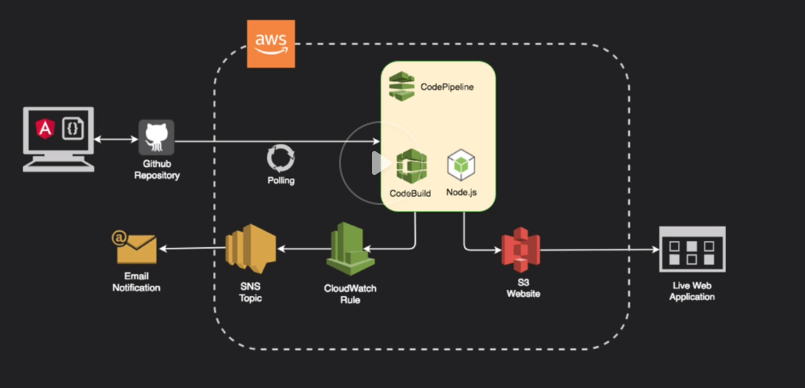 aws
CodePipeline
A
{}
Github
Repository
Polling
CodeBuild
Node.js
@
Email
Notification
SNS
Topic
CloudWatch
Rule
S3
Website
Live Web
Application